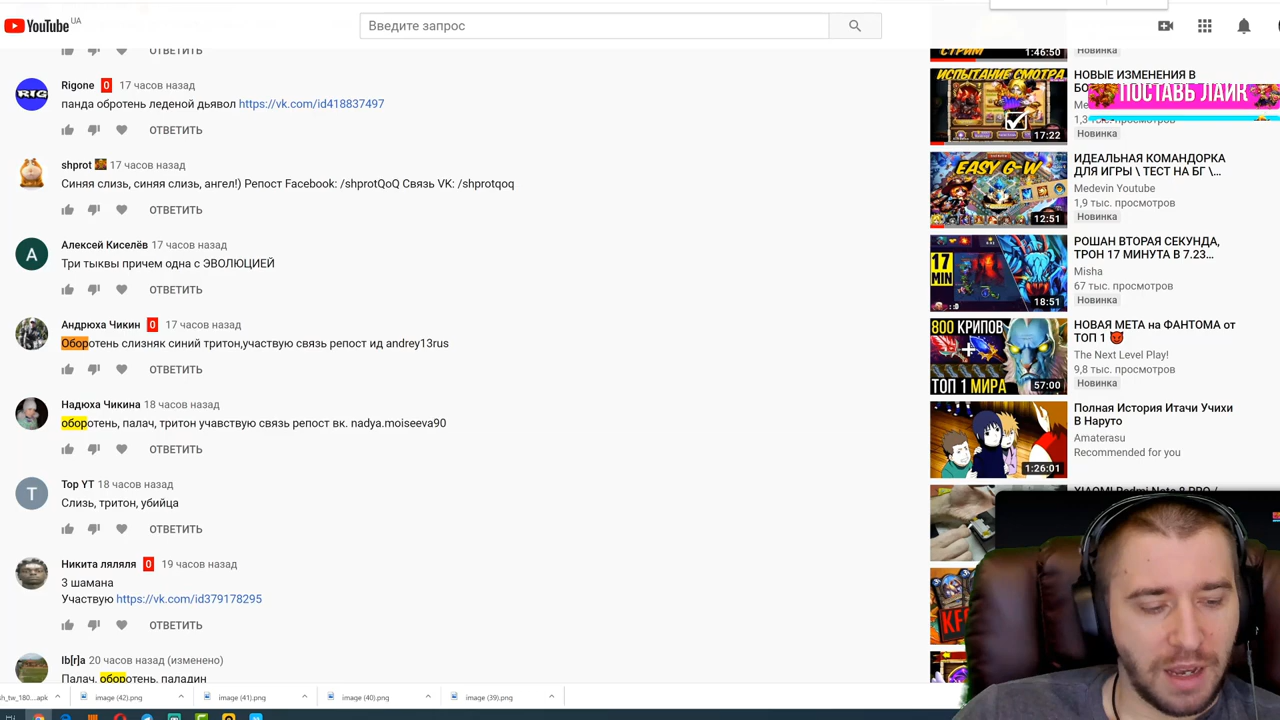 YouTube UA
Введите запрос
ОТВЕТИТЬ
Rigone 0 17 часов назад
панда обротень леденой дьявол https://vk.com/id418837497
ОТВЕТИТЬ
shprot 17 часов назад
Синяя слизь, синяя слизь, ангел!) Репост Facebook: /shprotQoQ Связь VK: /shprotqoq
ОТВЕТИТЬ
А
Алексей Киселёв 17 часов назад
Три тыквы причем одна с ЭВОЛЮЦИЕЙ
ОТВЕТИТЬ
Андрюха Чикин 0 17 часов назад
Оборотень слизняк синий тритон,участвую связь репост ид andrey13rus
ОТВЕТИТЬ
Надюха Чикина 18 часов назад
оборотень, палач, тритон учавствую связь репост вк. nadya.moiseeva90
ОТВЕТИТЬ
T
Top YT 18 часов назад
Слизь, тритон, убийца
ОТВЕТИТЬ
Никита ляляля 0 19 часов назад
3 шамана
Участвую https://vk.com/id379178295
ОТВЕТИТЬ
Ib[r]a 20 часов назад (изменено)
Палач, оборотень, паладин
СТРИМ
1:46:50
Новинка
ИСПЫТАНИЕ СМОТРА
17:22
НОВЫЕ ИЗМЕНЕНИЯ В
ПОСТАВЬ ЛАЙК
Новинка
EASY G-W
12:51
ИДЕАЛЬНАЯ КОМАНДОРКА
ДЛЯ ИГРЫ \ ТЕСТ НА БГ \...
Medevin Youtube
1,9 тыс. просмотров
Новинка
17
MIN
18:51
РОШАН ВТОРАЯ СЕКУНДА,
ТРОН 17 МИНУТА В 7.23...
Misha
67 тыс. просмотров
Новинка
800 КРИПОВ
ТОП 1 МИРА
57:00
НОВАЯ МЕТА на ФАНТОМА от
ТОП 1
The Next Level Play!
9,8 тыс. просмотров
Новинка
1:26:01
Полная История Итачи Учихи
В Наруто
Amaterasu
Recommended for you
sh_tw_180....apk
image (42).png
image (41).png
image (40).png
image (39).png